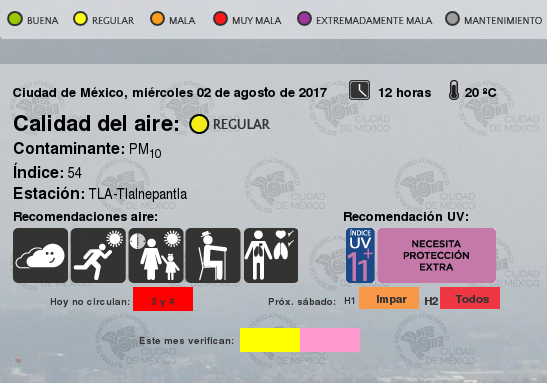 BUENA REGULAR MALA MUY MALA EXTREMADAMENTE MALA MANTENIMIENTO
Ciudad de México, miércoles 02 de agosto de 2017 12 horas 20 ºC
Calidad del aire: REGULAR
Contaminante: PM10
Índice: 54
Estación: TLA-Tlalnepantla
Recomendaciones aire: Recomendación UV:
ÍNDICE
UV
11+
NECESITA
PROTECCIÓN
EXTRA
Hoy no circulan: 3 y 4 Próx. sábado: H1 Impar H2 Todos
Este mes verifican:
CIUDAD
DE MÉXICO